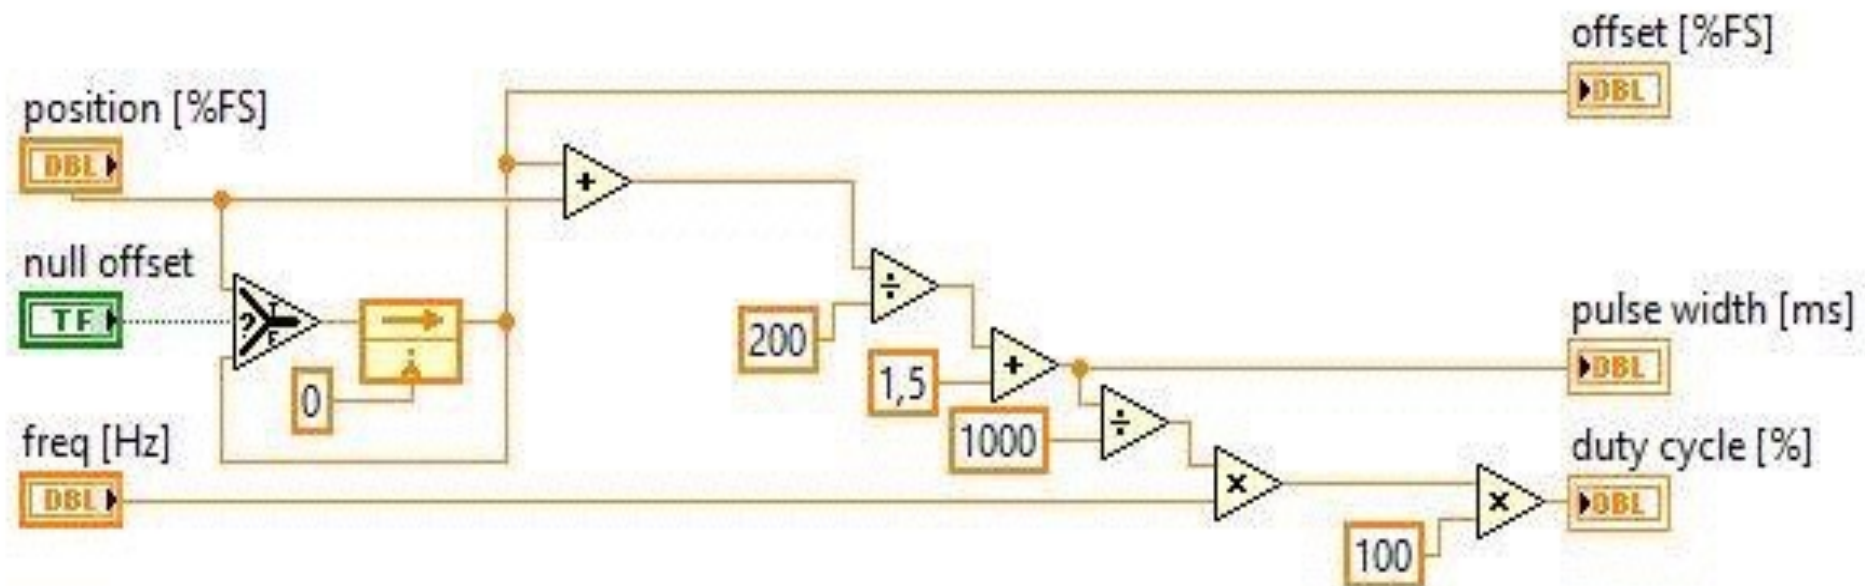 offset [%FS]
DBL
position [%FS]
DBL
+
null offset
TF
?
T
F
÷
200
pulse width [ms]
DBL
+
1,5
0
÷
1000
freq [Hz]
DBL
duty cycle [%]
DBL
×
×
100